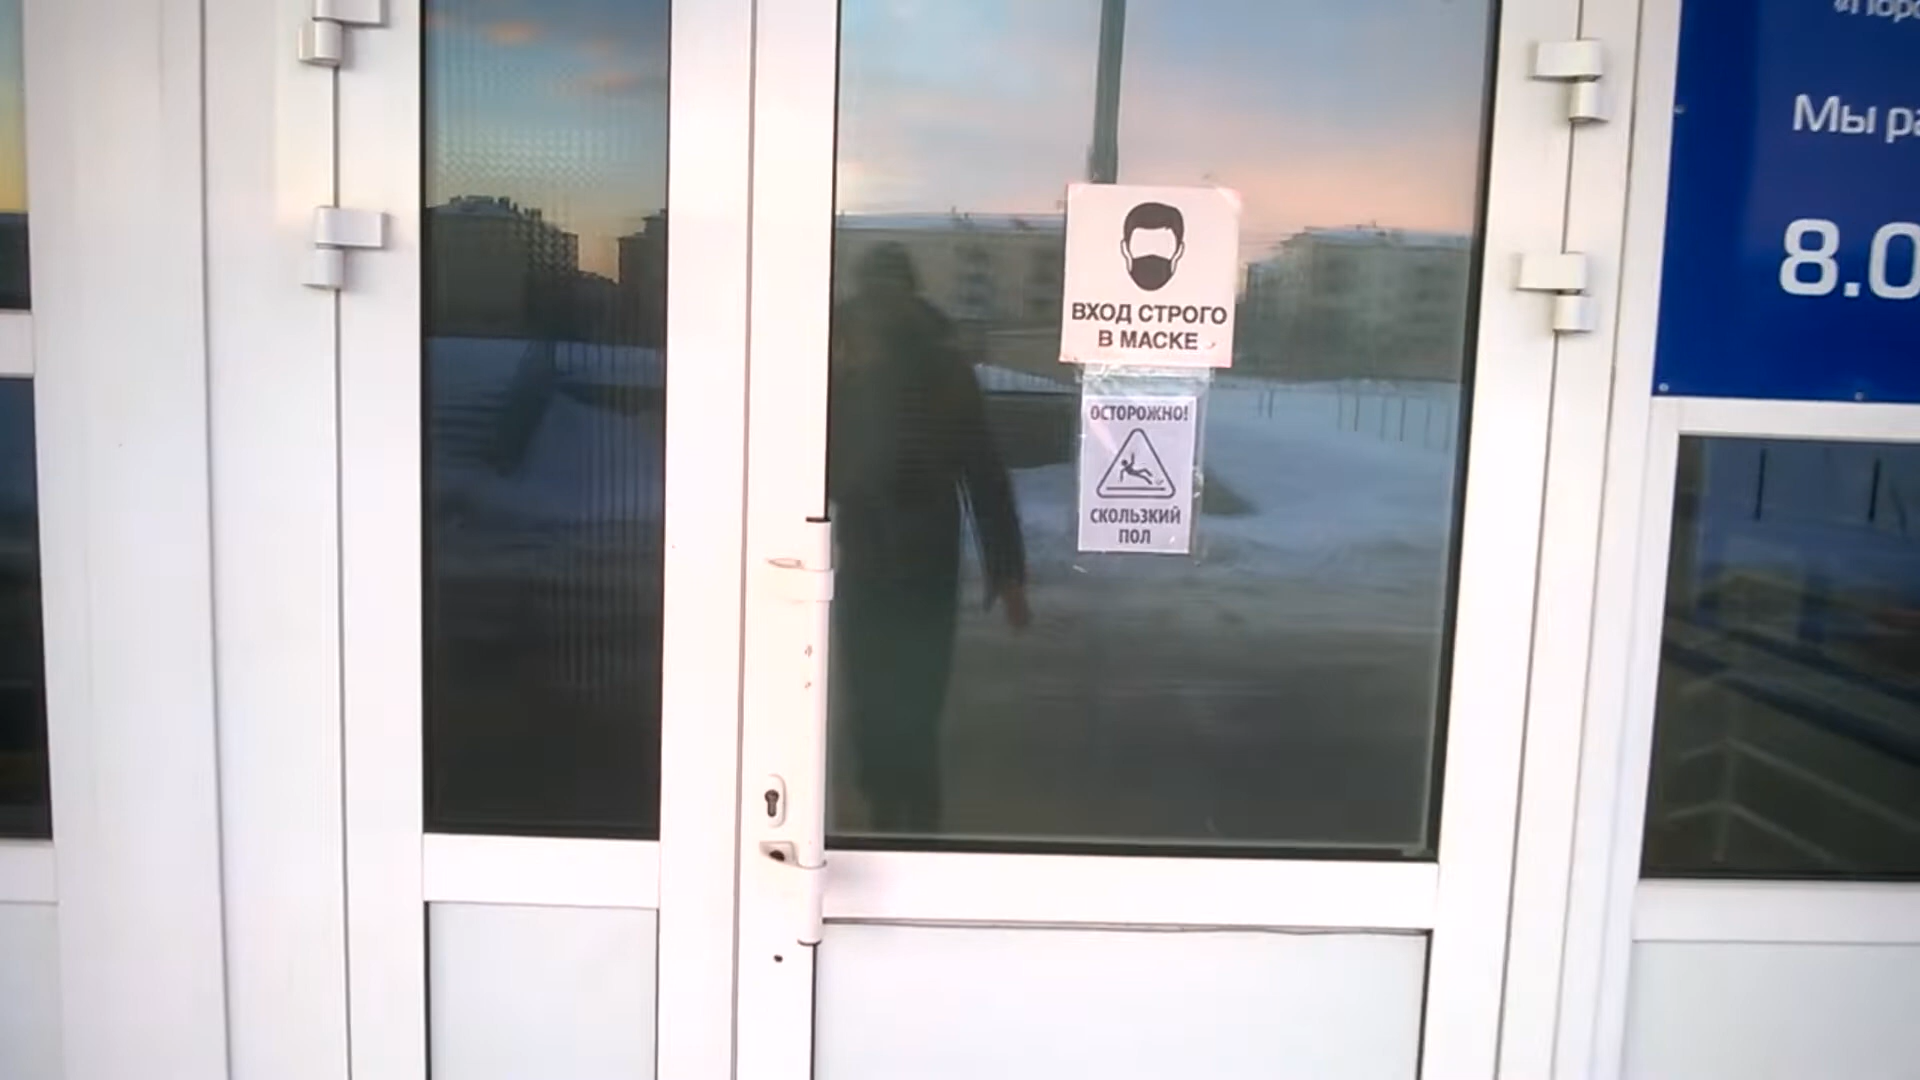 ВХОД СТРОГО
В МАСКЕ
ОСТОРОЖНО!
СКОЛЬЗКИЙ
ПОЛ
Мы
8.0